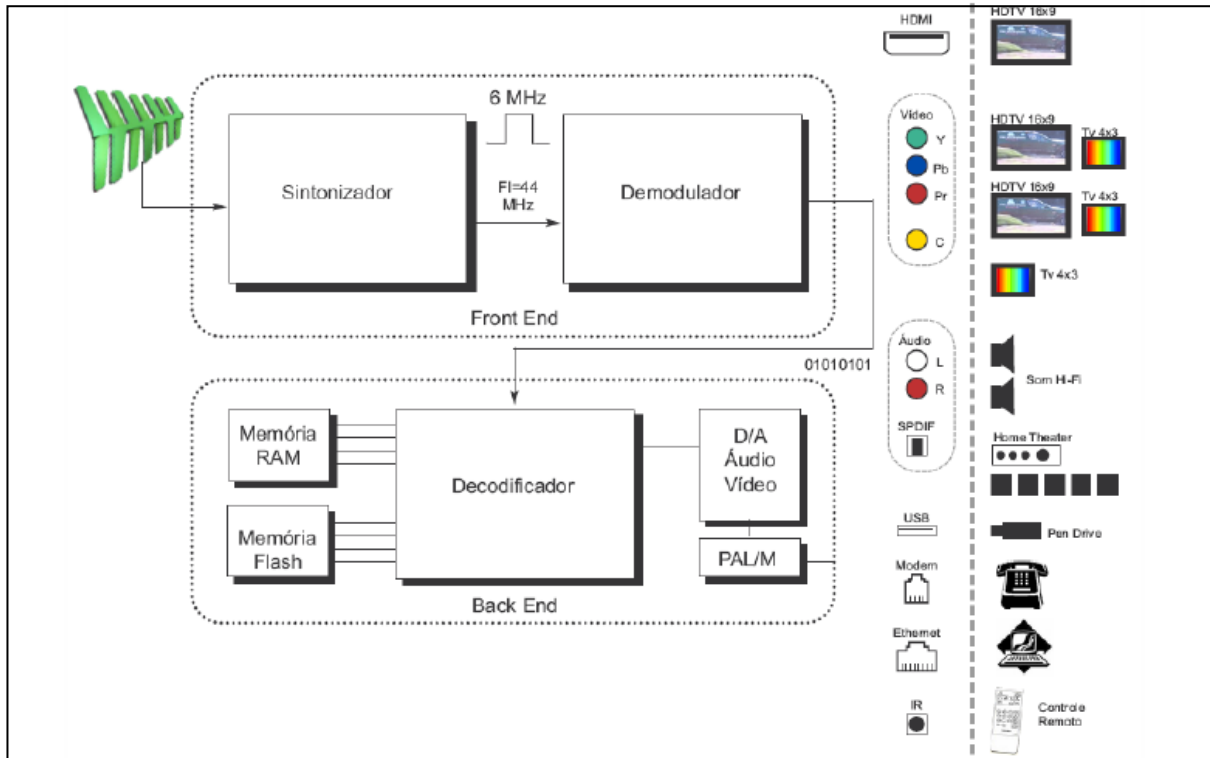 HDMI
HDTV 16x9
6 MHz
Sintonizador
FI=44
MHz
Demodulador
Front End
Vídeo
Y
Pb
Pr
C
HDTV 16x9
Tv 4x3
HDTV 16x9
Tv 4x3
Tv 4x3
01010101
Áudio
L
R
SPDIF
Som Hi-Fi
Home Theater
Memória
RAM
Memória
Flash
Decodificador
D/A
Áudio
Vídeo
PAL/M
Back End
USB
Pen Drive
Modem
Ethernet
IR
Controle
Remoto